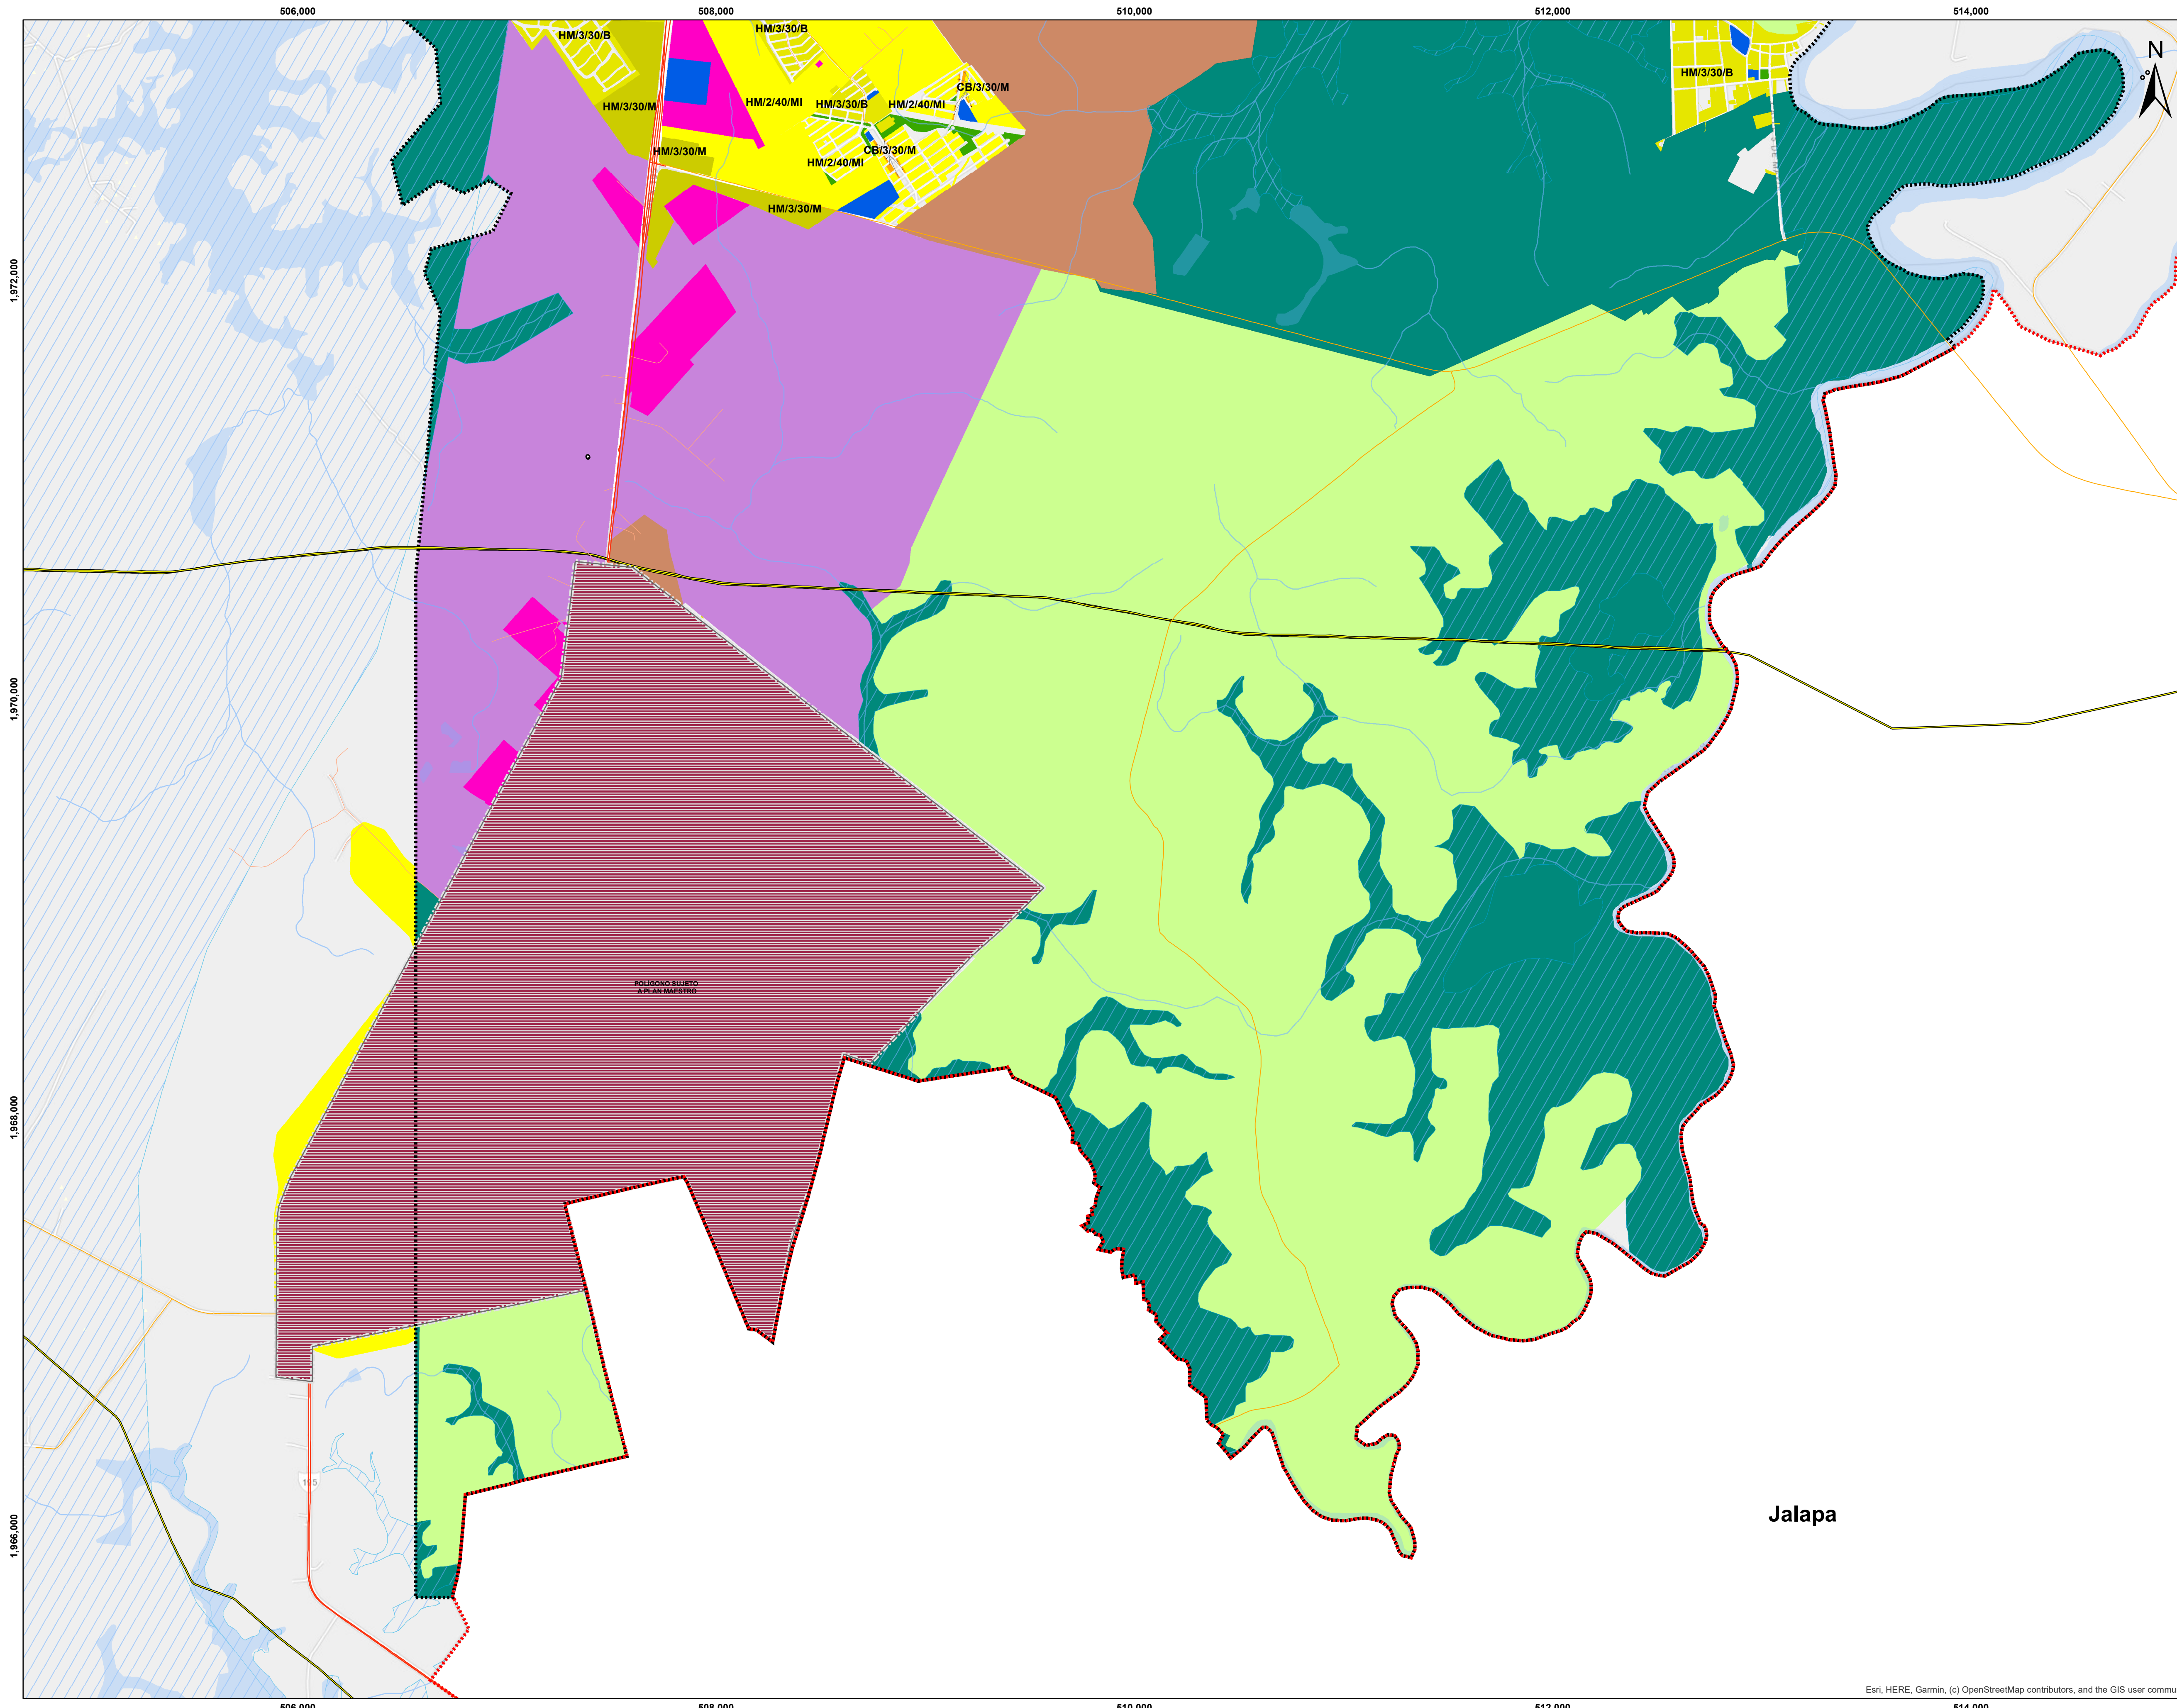 506,000
508,000
510,000
512,000
514,000
N
HM/3/30/B
HM/3/30/B
HM/3/30/B
CB/3/30/M
HM/3/30/M
HM/2/40/MI
HM/3/30/B
HM/2/40/MI
HM/3/30/M
CB/3/30/M
HM/2/40/MI
HM/3/30/M
1,972,000
1,970,000
1,968,000
1,966,000
POLÍGONO SUJETO
A PLAN MAESTRO
Jalapa
Esri, HERE, Garmin, (c) OpenStreetMap contributors, and the GIS user commu
506,000
508,000
510,000
512,000
514,000